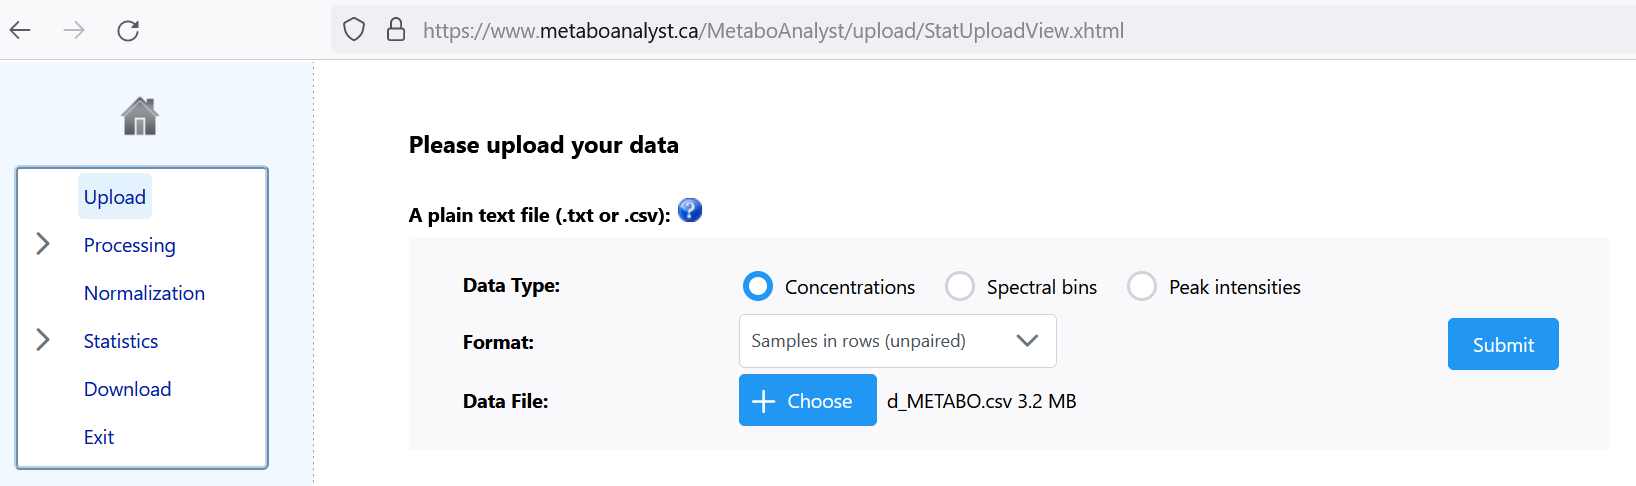 https://www.metaboanalyst.ca/MetaboAnalyst/upload/StatUploadView.xhtml
Upload
Processing
Normalization
Statistics
Download
Exit
Please upload your data
A plain text file (.txt or .csv): ?
Data Type: Concentrations Spectral bins Peak intensities
Format: Samples in rows (unpaired) Submit
Data File: + Choose d_METABO.csv 3.2 MB